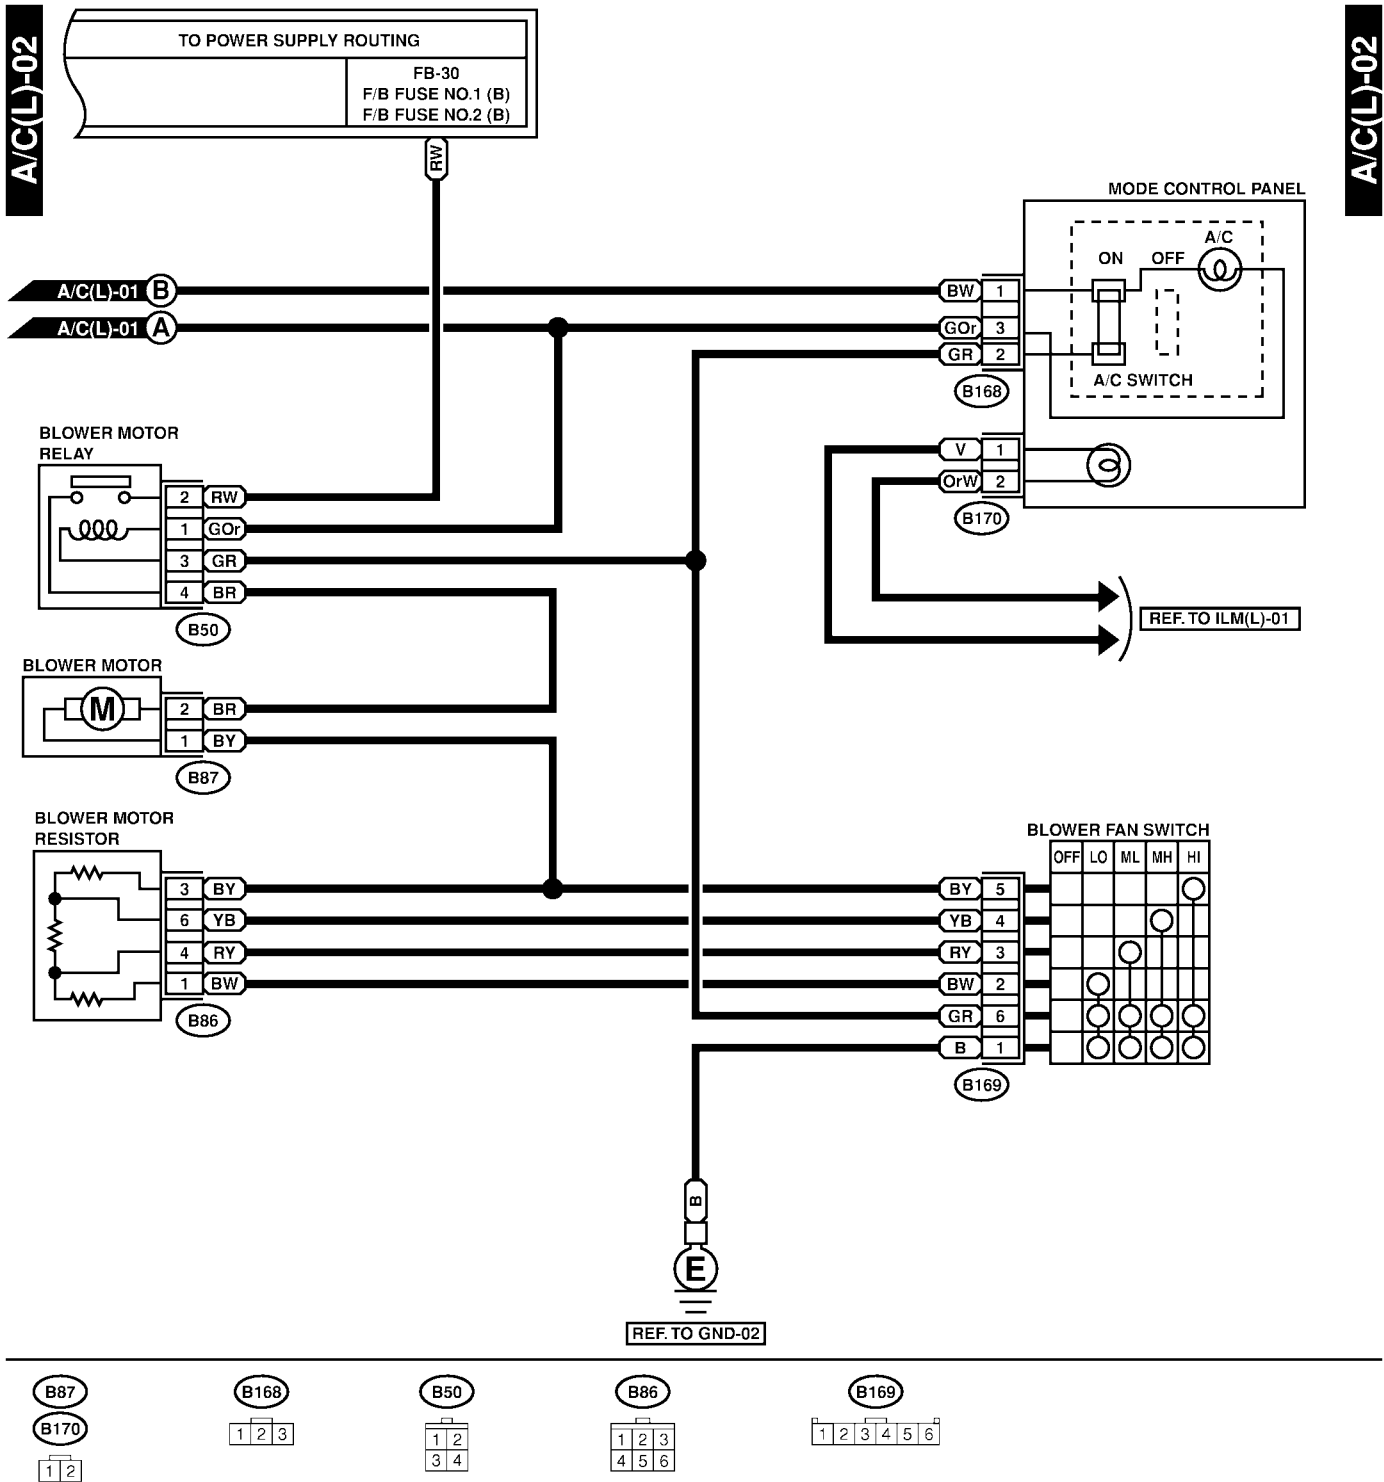 A/C(L)-02
A/C(L)-02
TO POWER SUPPLY ROUTING
FB-30
F/B FUSE NO.1 (B)
F/B FUSE NO.2 (B)
RW
MODE CONTROL PANEL
A/C
ON OFF
A/C(L)-01 B
BW 1
A/C(L)-01 A
GOr 3
GR 2
A/C SWITCH
B168
BLOWER MOTOR
RELAY
V 1
OrW 2
B170
2 RW
1 GOr
3 GR
4 BR
B50
REF. TO ILM(L)-01
BLOWER MOTOR
M
2 BR
1 BY
B87
BLOWER MOTOR
RESISTOR
3 BY
6 YB
4 RY
1 BW
B86
BLOWER FAN SWITCH
OFF LO ML MH HI
BY 5
YB 4
RY 3
BW 2
GR 6
B 1
B169
B
E
REF. TO GND-02
B87
B170
1 2
B168
1 2 3
B50
1 2
3 4
B86
1 2 3
4 5 6
B169
1 2 3 4 5 6